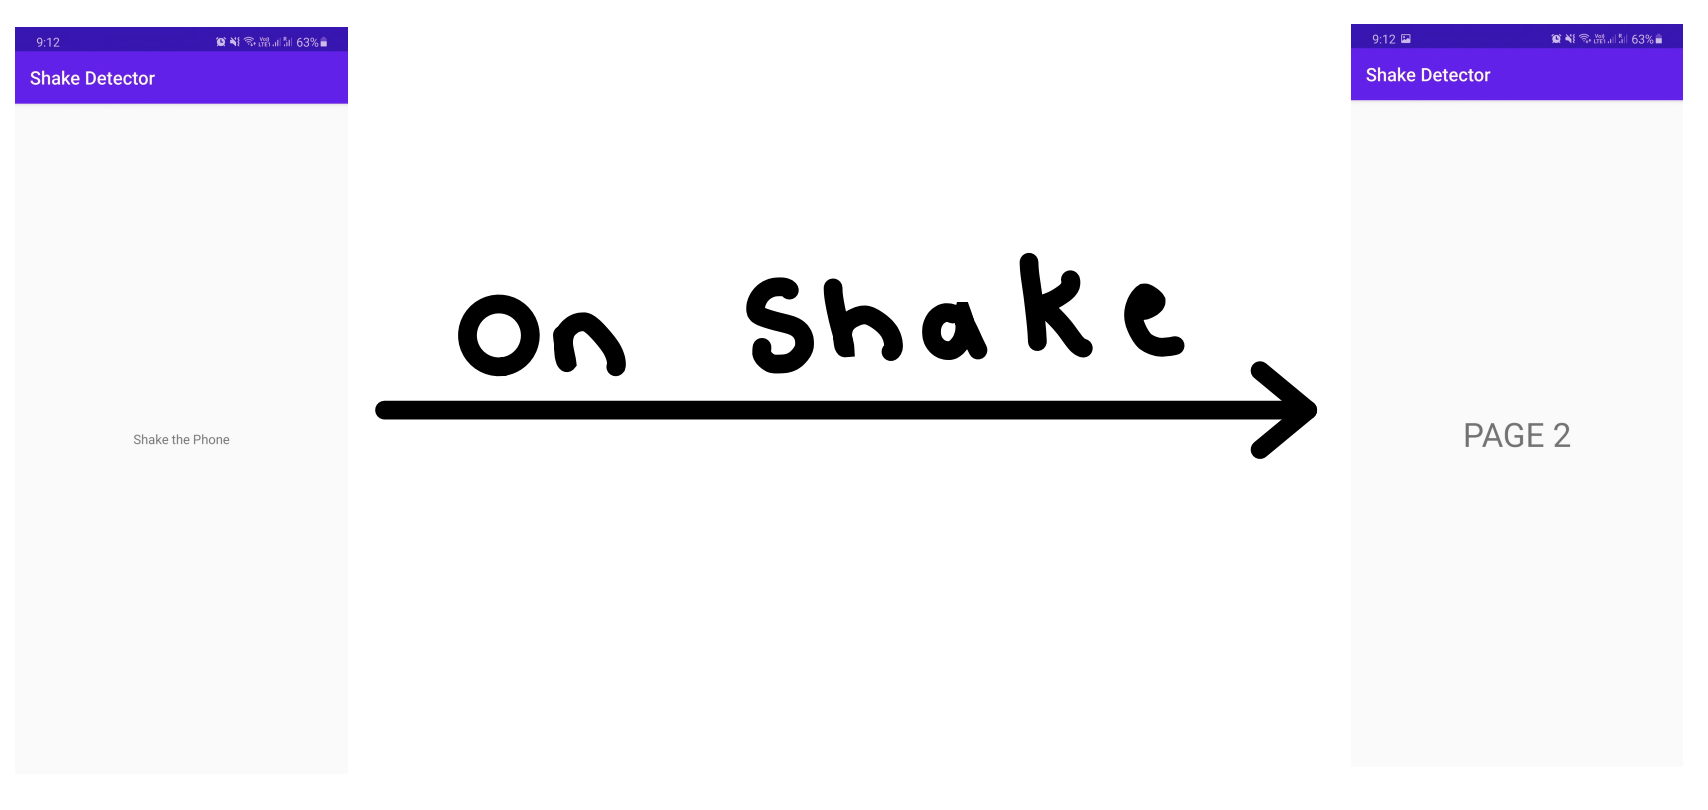 9:12 63%
Shake Detector
Shake the Phone
On Shake
9:12 63%
Shake Detector
PAGE 2